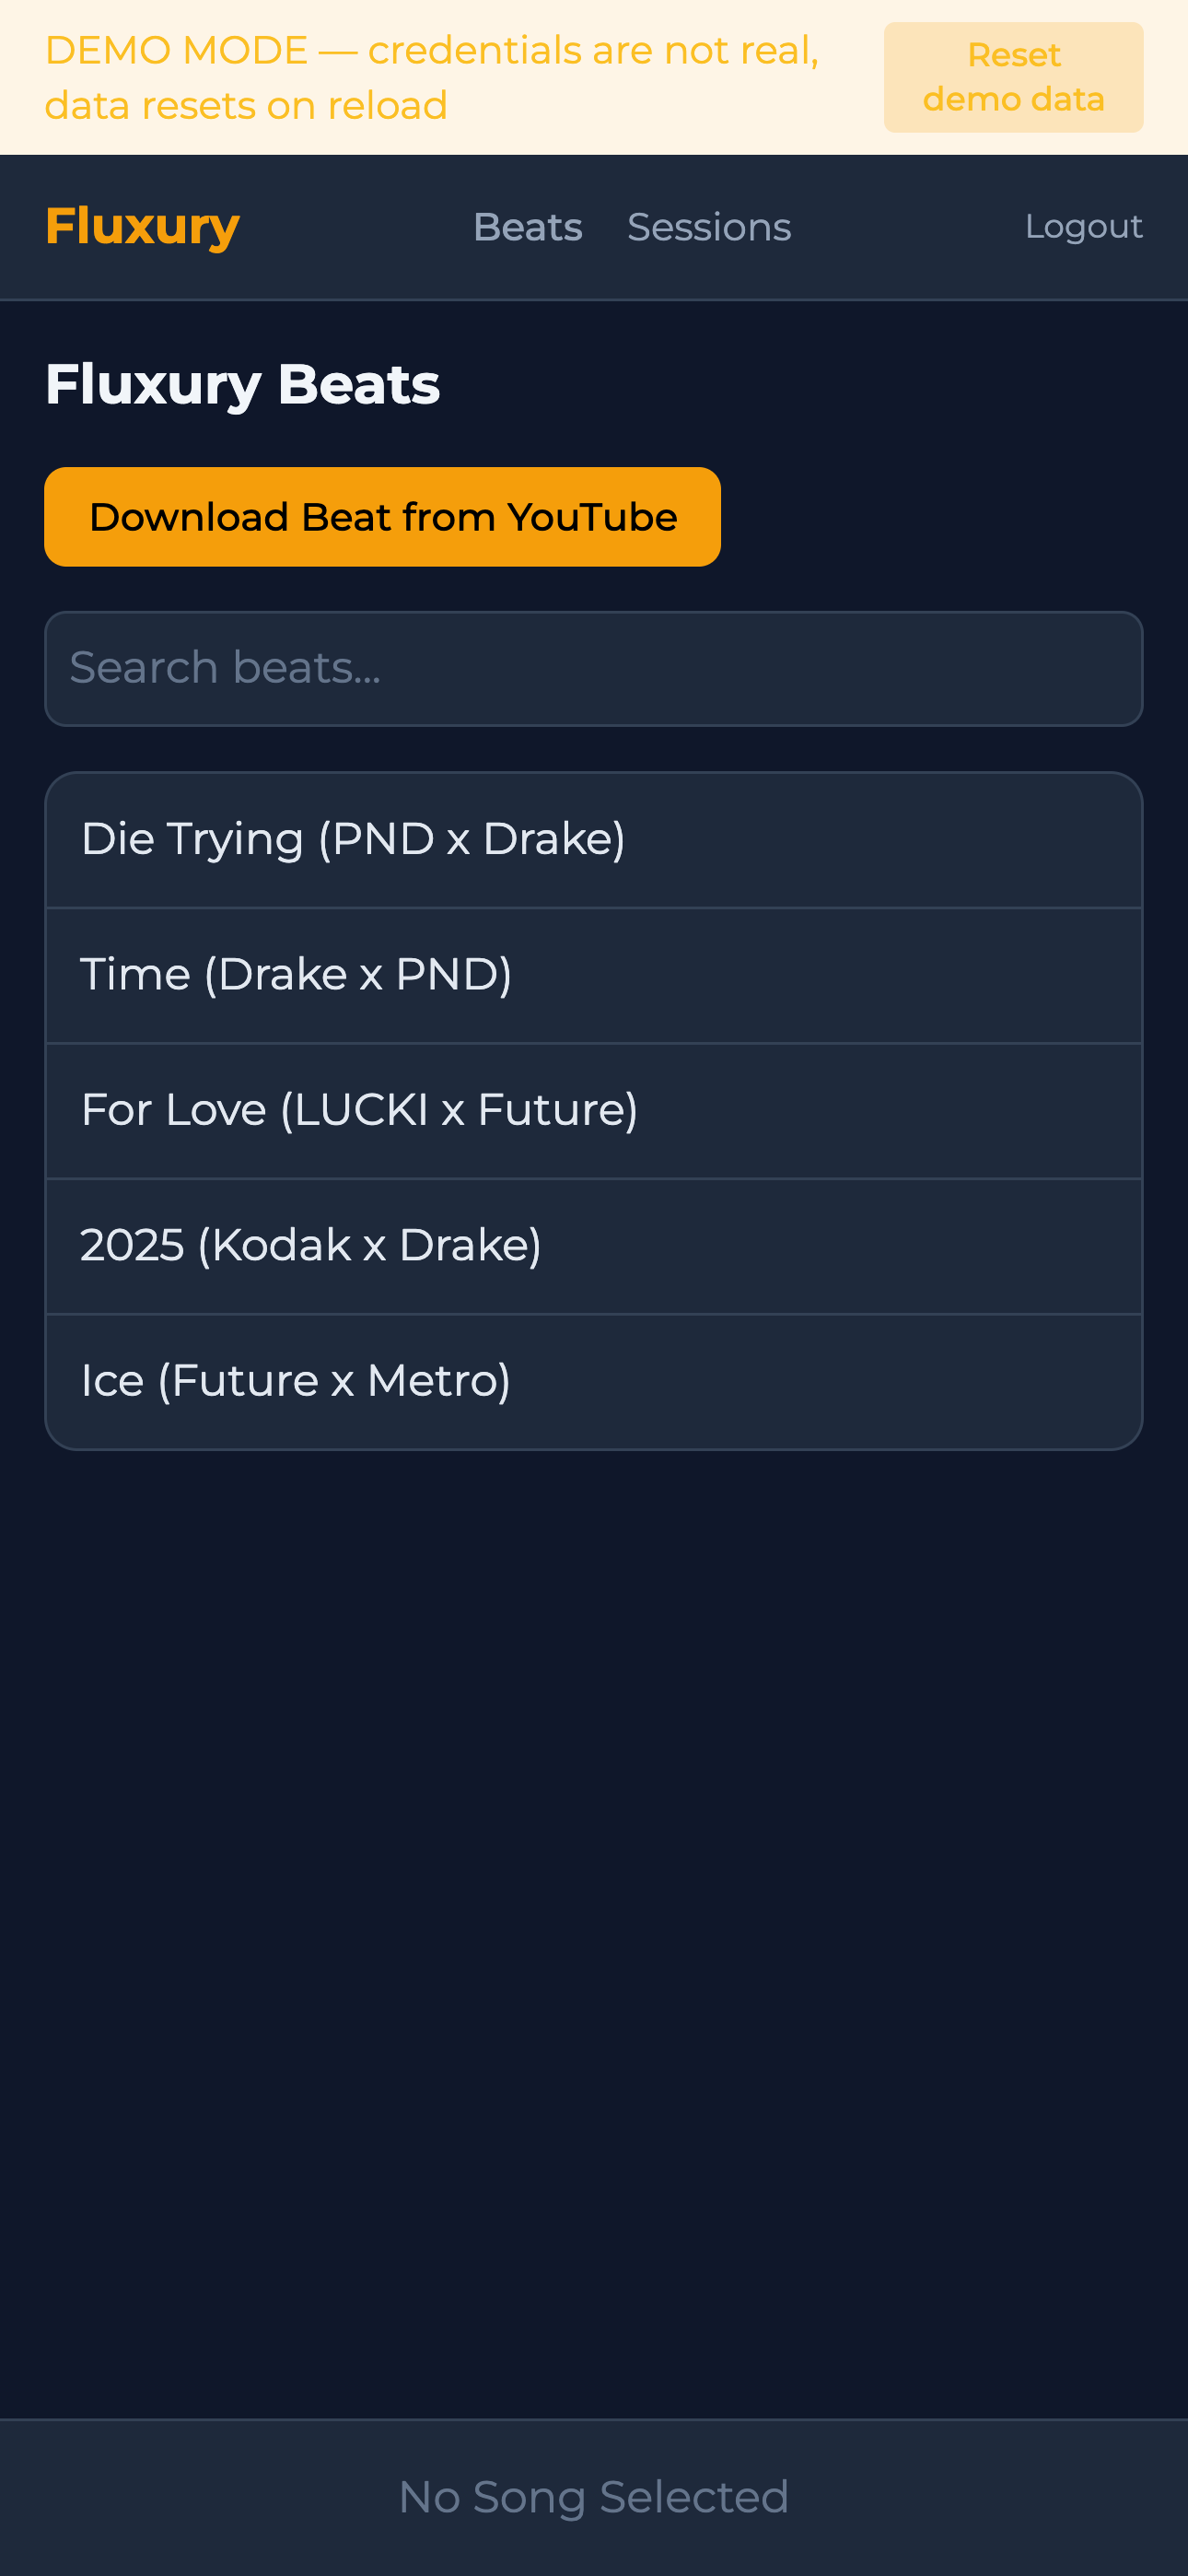 DEMO MODE — credentials are not real,
data resets on reload
Reset
demo data
Fluxury
Beats
Sessions
Logout
Fluxury Beats
Download Beat from YouTube
Search beats...
Die Trying (PND x Drake)
Time (Drake x PND)
For Love (LUCKI x Future)
2025 (Kodak x Drake)
Ice (Future x Metro)
No Song Selected